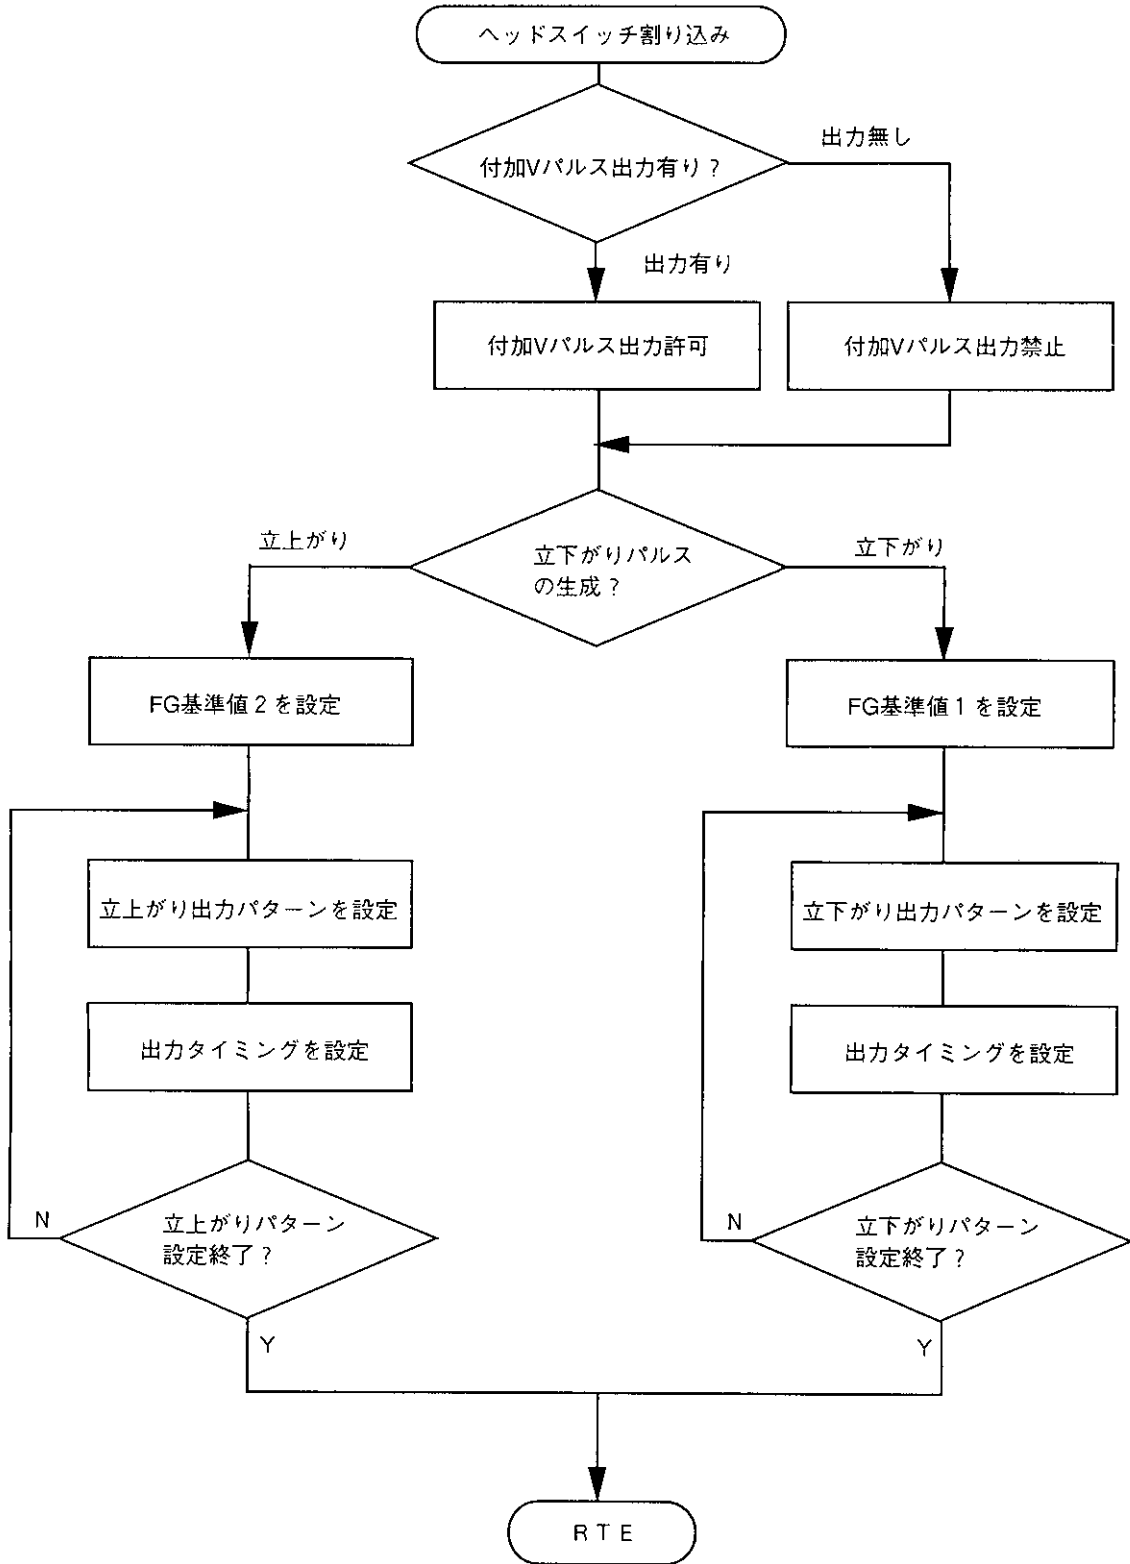 ヘッドスイッチ割り込み
付加Vパルス出力有り？
出力無し
出力有り
付加Vパルス出力許可
付加Vパルス出力禁止
立上がり
立下がりパルス
の生成？
立下がり
FG基準値２を設定
FG基準値１を設定
立上がり出力パターンを設定
立下がり出力パターンを設定
出力タイミングを設定
出力タイミングを設定
N
立上がりパターン
設定終了？
N
立下がりパターン
設定終了？
Y
Y
ＲＴＥ